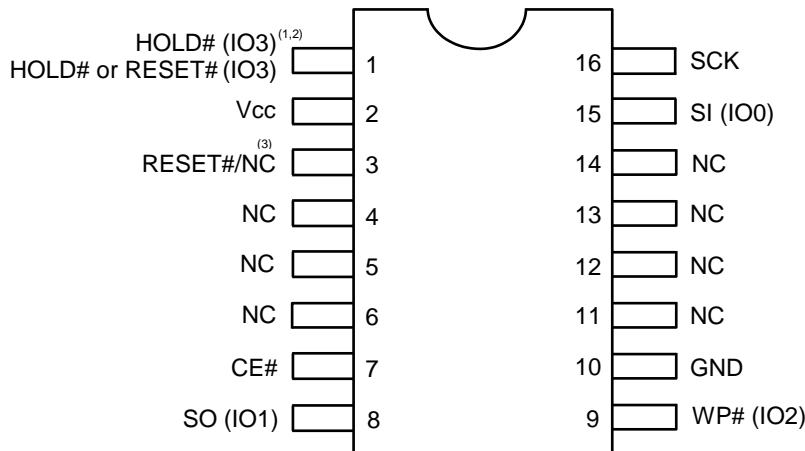 HOLD# (IO3)(1,2)
HOLD# or RESET# (IO3) 1 16 SCK
Vcc 2 15 SI (IO0)
(3)
RESET#/NC 3 14 NC
NC 4 13 NC
NC 5 12 NC
NC 6 11 NC
CE# 7 10 GND
SO (IO1) 8 9 WP# (IO2)